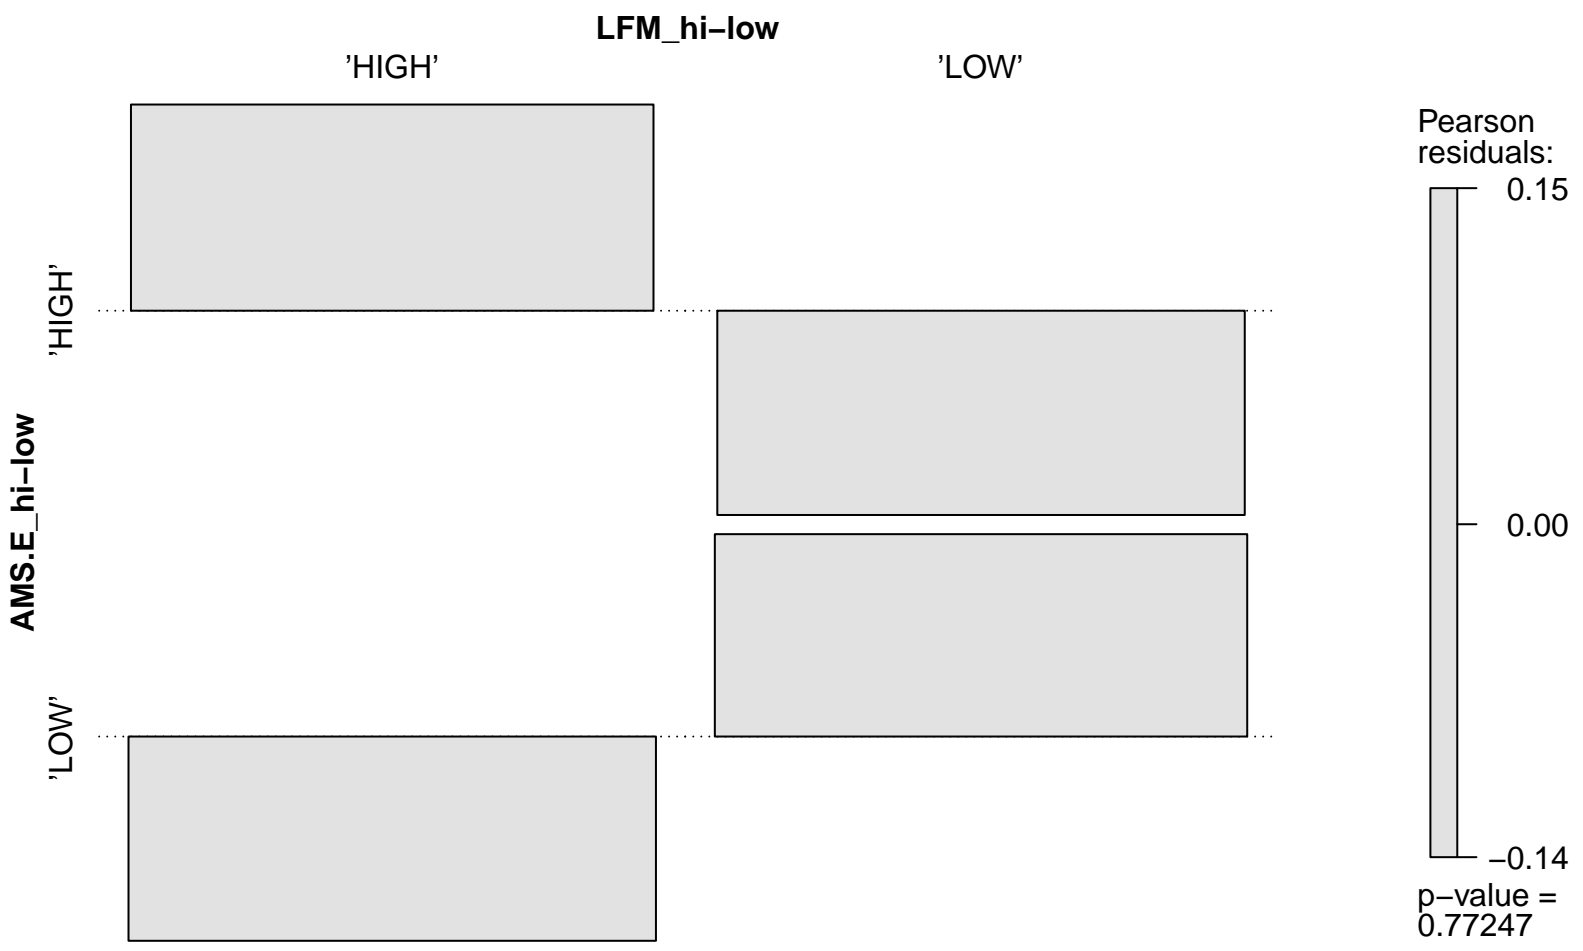 LFM_hi−low
’HIGH’ ’LOW’
AMS.E_hi−low
’HIGH’
’LOW’
Pearson
residuals:
0.15
0.00
−0.14
p−value =
0.77247